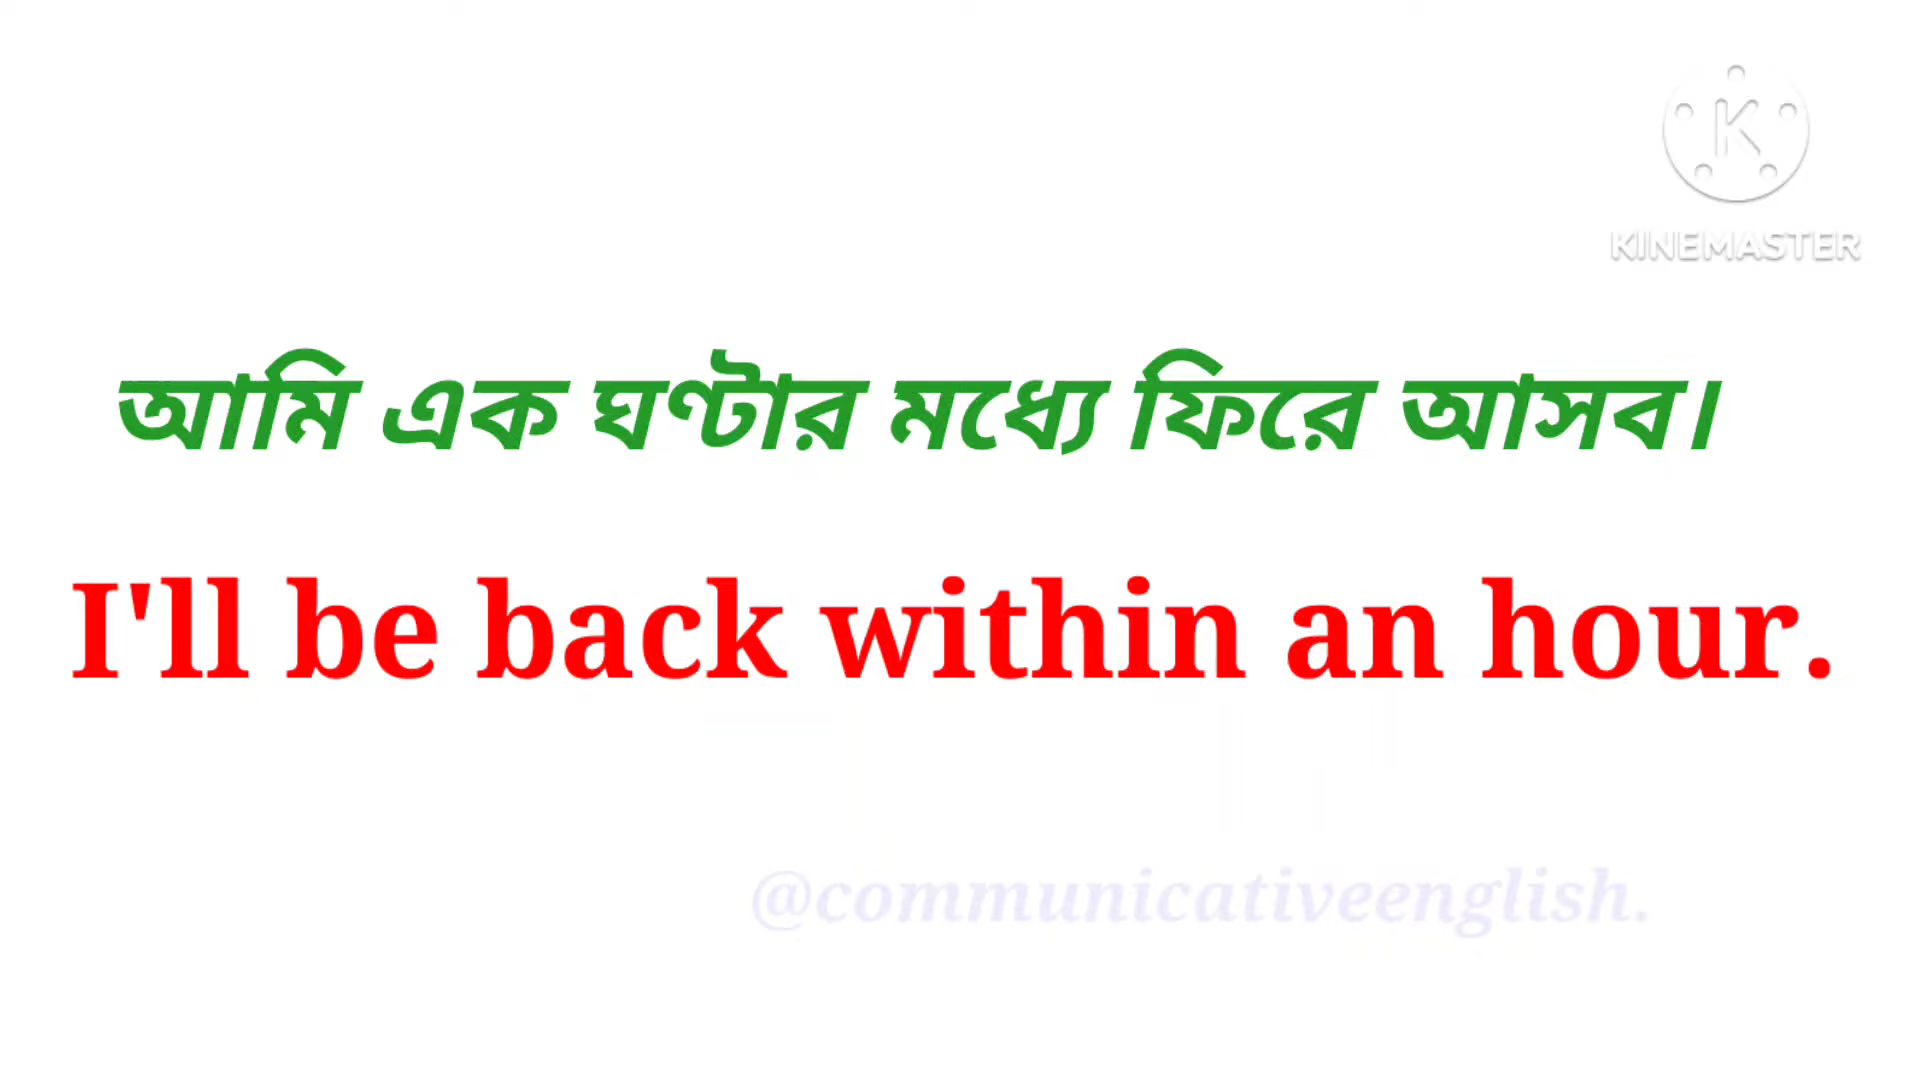 KINEMASTER
আমি এক ঘণ্টার মধ্যে ফিরে আসব।
I'll be back within an hour.
@communicativeenglish.